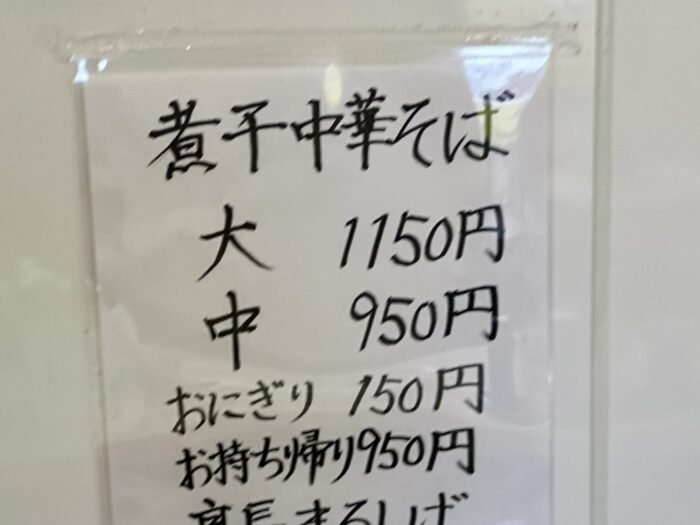 煮干中華そば
大 1150円
中 950円
おにぎり 150円
お持ち帰り950円